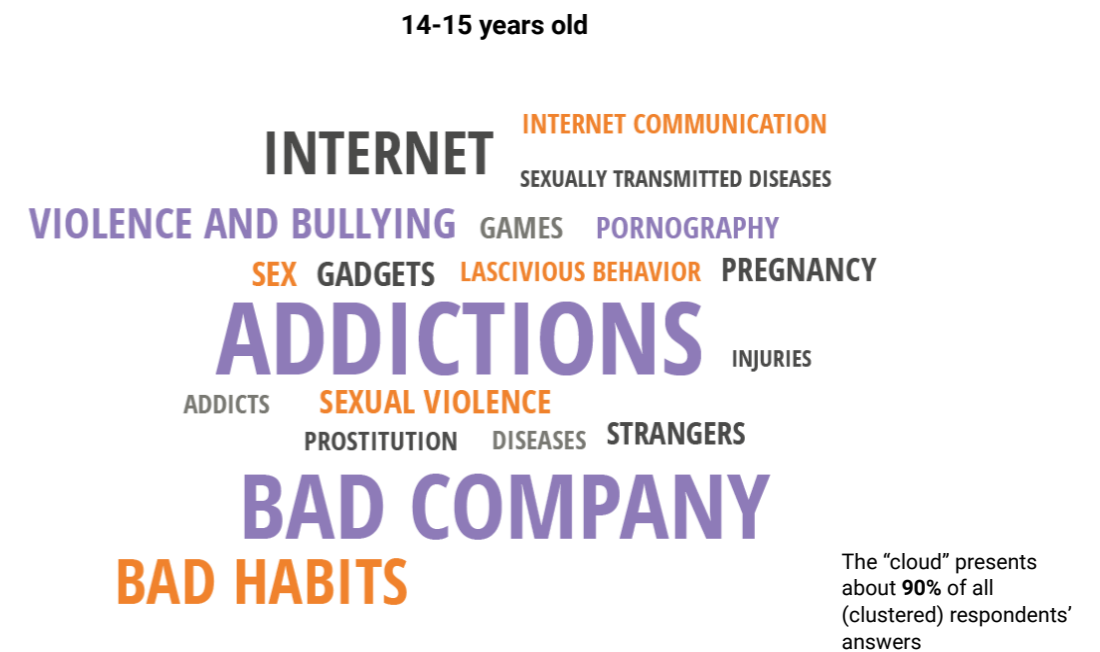 14-15 years old
INTERNET COMMUNICATION
INTERNET
SEXUALLY TRANSMITTED DISEASES
VIOLENCE AND BULLYING GAMES PORNOGRAPHY
SEX GADGETS LASCIVIOUS BEHAVIOR PREGNANCY
ADDICTIONS
INJURIES
ADDICTS SEXUAL VIOLENCE
PROSTITUTION DISEASES STRANGERS
BAD COMPANY
BAD HABITS
The “cloud” presents
about 90% of all
(clustered) respondents’
answers